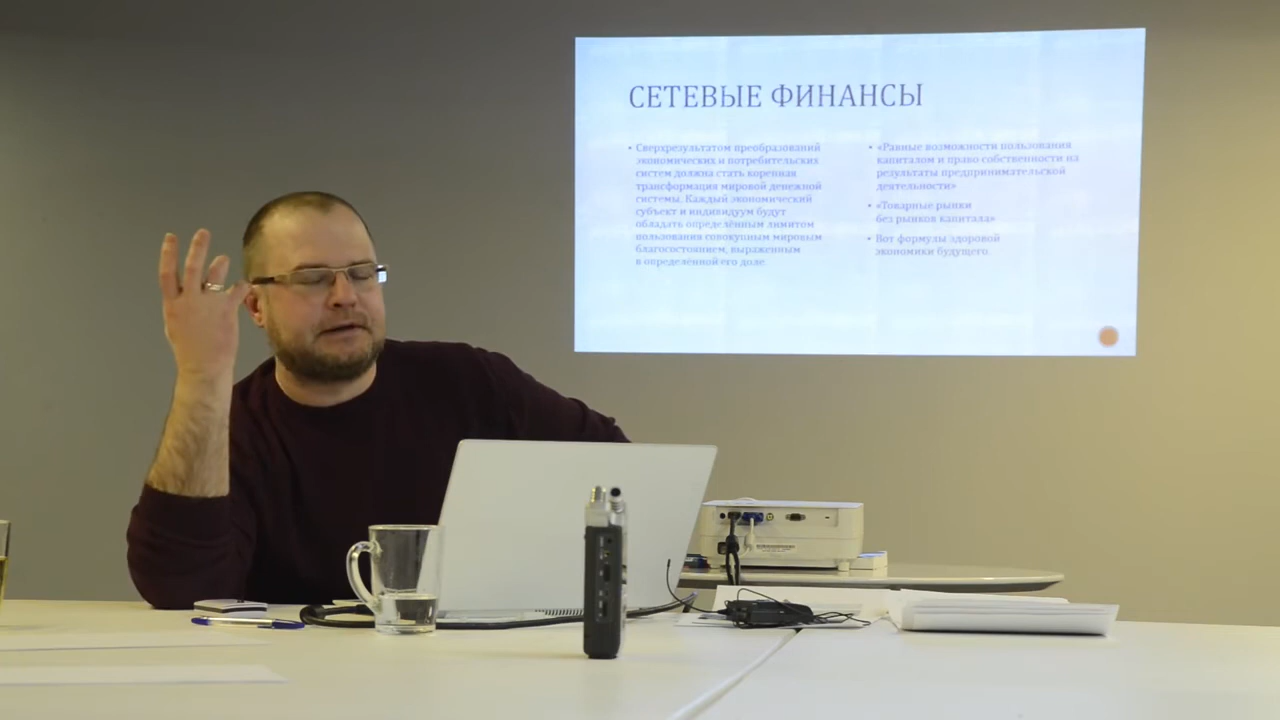 СЕТЕВЫЕ ФИНАНСЫ
• Сверхрезультатом преобразований
экономических и потребительских
систем должна стать коренная
трансформация мировой денежной
системы. Каждый экономический
субъект и индивидуум будут
обладать определённым лимитом
пользования совокупным мировым
благосостоянием, выраженным
в определённой его доле.
• «Равные возможности пользования
капиталом и право собственности на
результаты предпринимательской
деятельности»
• «Товарные рынки
без рынков капитала»
• Вот формулы здоровой
экономики будущего.